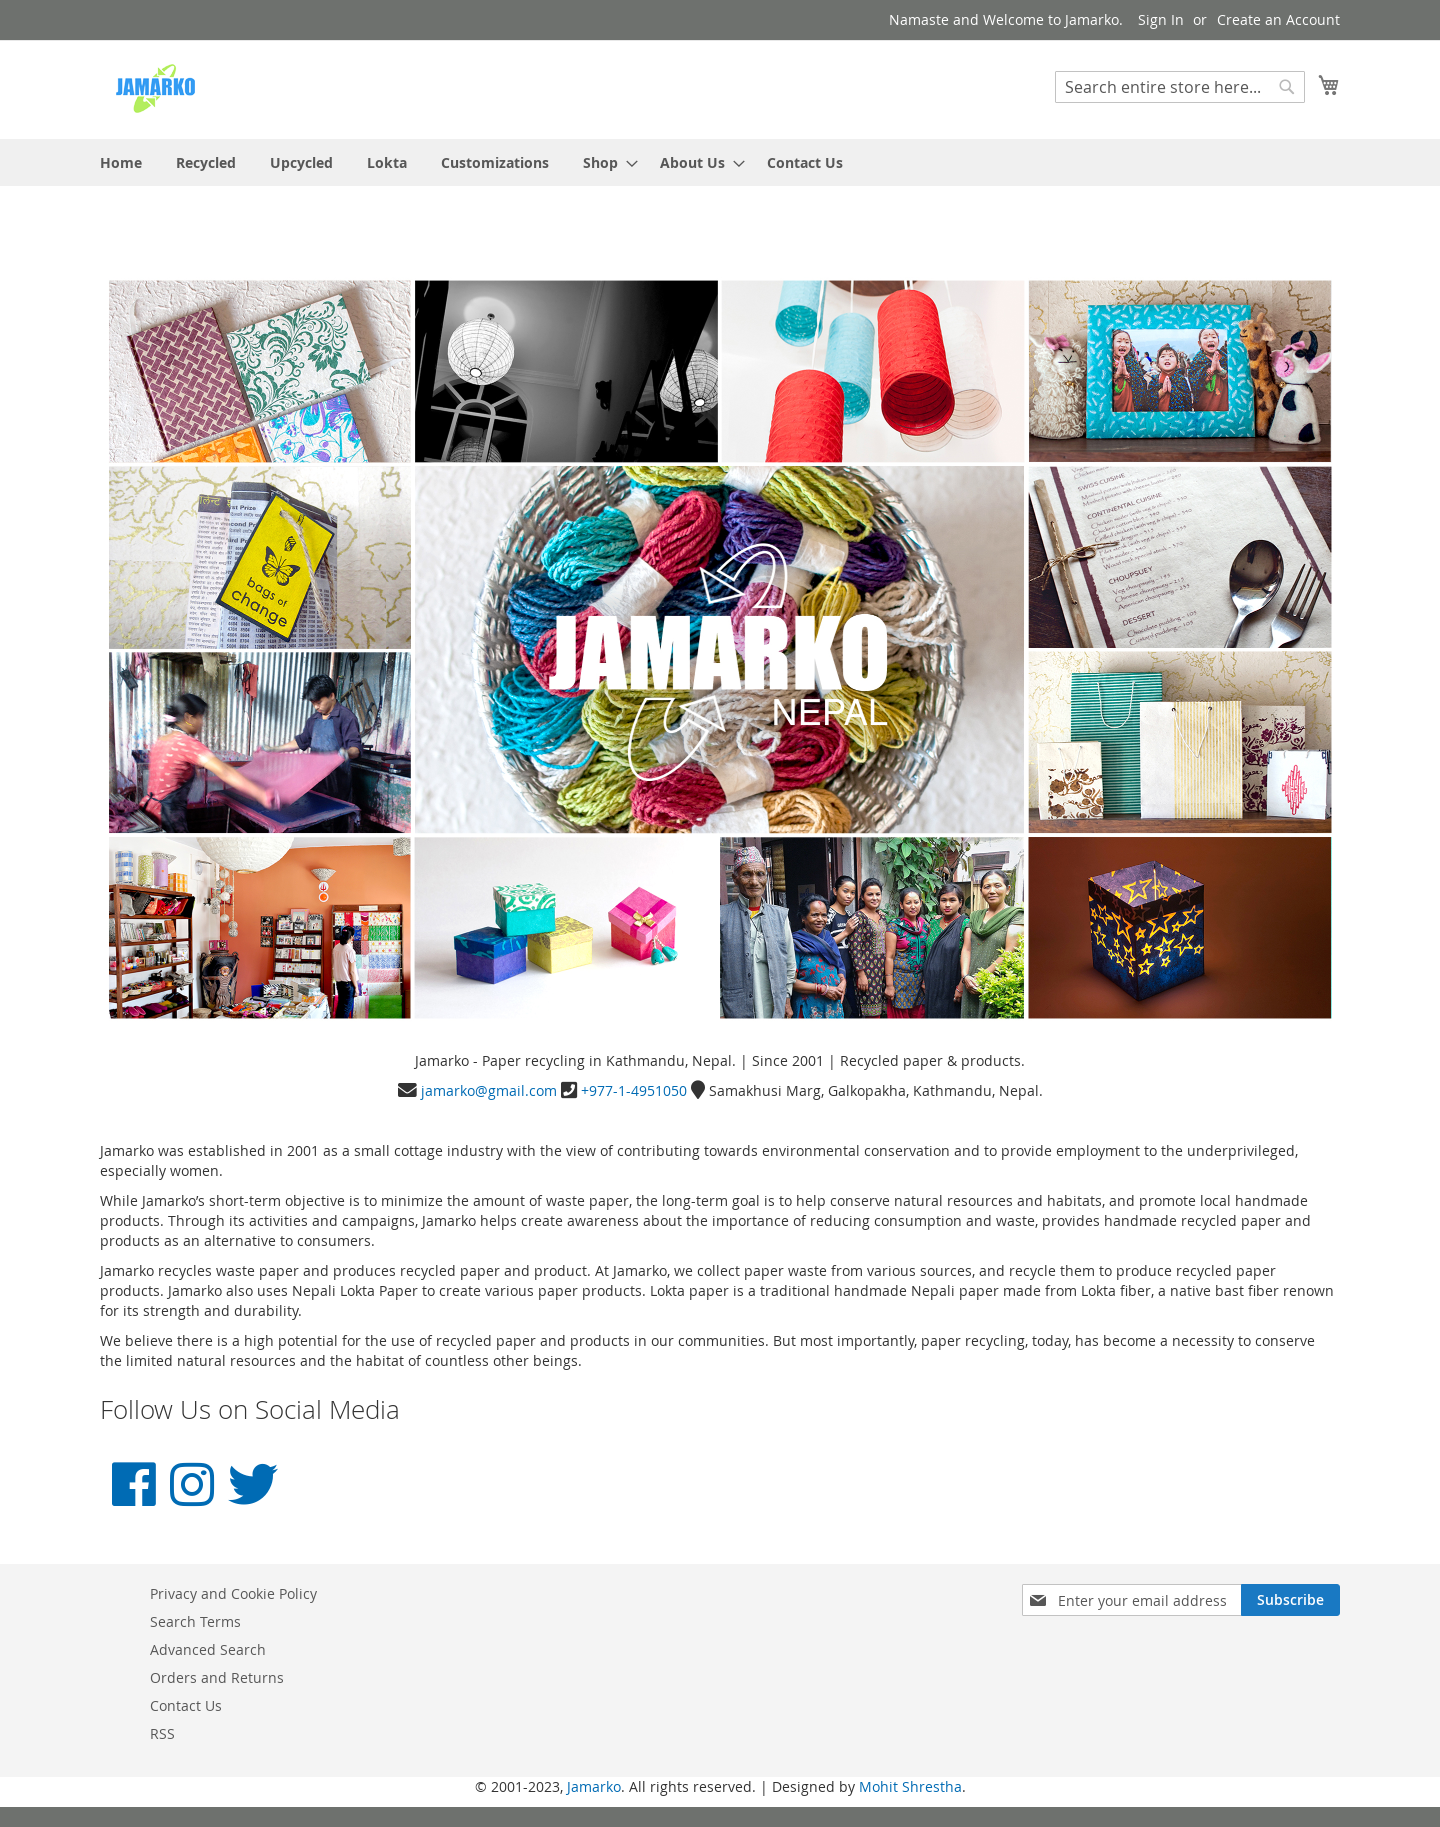 Namaste and Welcome to Jamarko. Sign In or Create an Account
JAMARKO
Search entire store here...
Home Recycled Upcycled Lokta Customizations Shop About Us Contact Us
bags of
change
SWISS CUISINE
CONTINENTAL CUISINE
CHOUPSUEY
DESSERT
JAMARKO
NEPAL
Jamarko - Paper recycling in Kathmandu, Nepal. | Since 2001 | Recycled paper & products.
jamarko@gmail.com +977-1-4951050 Samakhusi Marg, Galkopakha, Kathmandu, Nepal.
Jamarko was established in 2001 as a small cottage industry with the view of contributing towards environmental conservation and to provide employment to the underprivileged,
especially women.
While Jamarko’s short-term objective is to minimize the amount of waste paper, the long-term goal is to help conserve natural resources and habitats, and promote local handmade
products. Through its activities and campaigns, Jamarko helps create awareness about the importance of reducing consumption and waste, provides handmade recycled paper and
products as an alternative to consumers.
Jamarko recycles waste paper and produces recycled paper and product. At Jamarko, we collect paper waste from various sources, and recycle them to produce recycled paper
products. Jamarko also uses Nepali Lokta Paper to create various paper products. Lokta paper is a traditional handmade Nepali paper made from Lokta fiber, a native bast fiber renown
for its strength and durability.
We believe there is a high potential for the use of recycled paper and products in our communities. But most importantly, paper recycling, today, has become a necessity to conserve
the limited natural resources and the habitat of countless other beings.
Follow Us on Social Media
Privacy and Cookie Policy
Search Terms
Advanced Search
Orders and Returns
Contact Us
RSS
Enter your email address Subscribe
© 2001-2023, Jamarko. All rights reserved. | Designed by Mohit Shrestha.